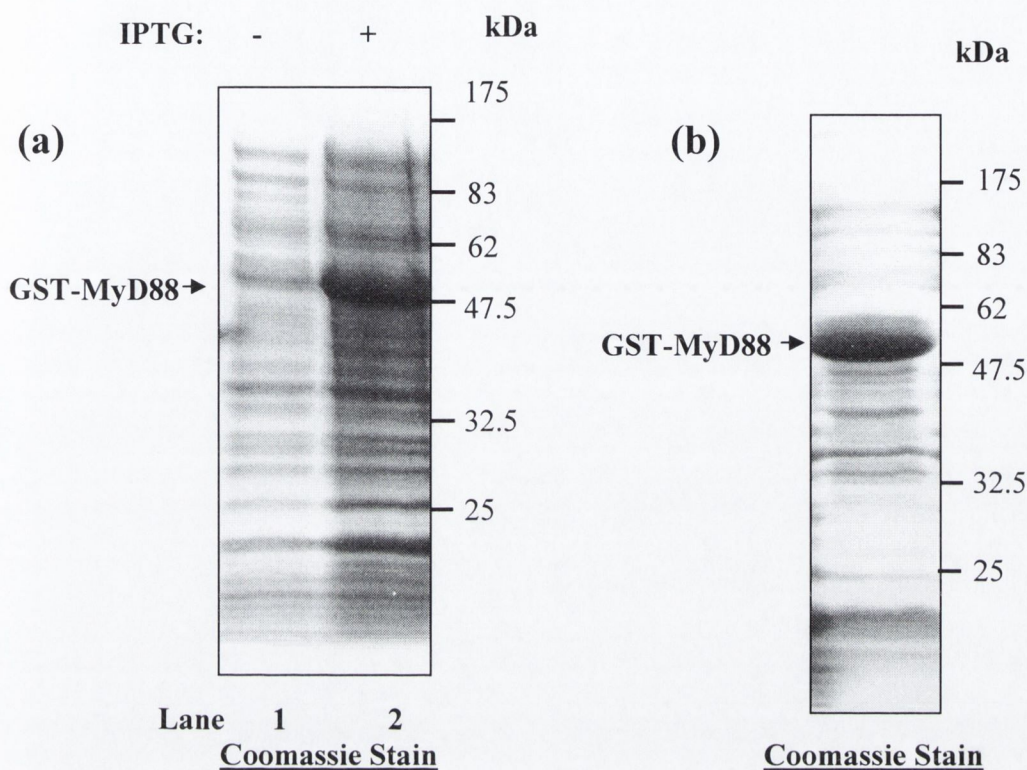 IPTG: - + kDa
175
(a)
83
62
GST-MyD88
47.5
32.5
25
Lane 1 2
Coomassie Stain
kDa
(b)
175
83
62
GST-MyD88
47.5
32.5
25
Coomassie Stain